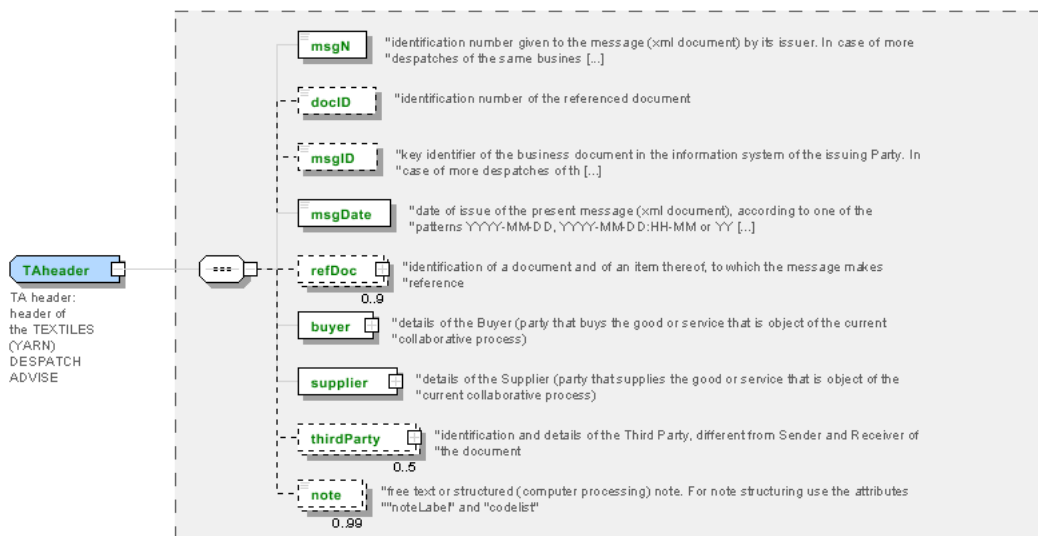 msgN
"identification number given to the message (xml document) by its issuer. In case of more
"despatches of the same busines [...]
docID
"identification number of the referenced document
msgID
"key identifier of the business document in the information system of the issuing Party. In
"case of more despatches of th [...]
msgDate
"date of issue of the present message (xml document), according to one of the
"patterns YYYY-MM-DD, YYYY-MM-DD:HH-MM or YY [...]
TAheader
TA header:
header of
the TEXTILES
(YARN)
DESPATCH
ADVISE
refDoc
"identification of a document and of an item thereof, to which the message makes
"reference
0..9
buyer
"details of the Buyer (party that buys the good or service that is object of the current
"collaborative process)
supplier
"details of the Supplier (party that supplies the good or service that is object of the
"current collaborative process)
thirdParty
"identification and details of the Third Party, different from Sender and Receiver of
"the document
0..5
note
"free text or structured (computer processing) note. For note structuring use the attributes
""noteLabel" and "codelist"
0..99